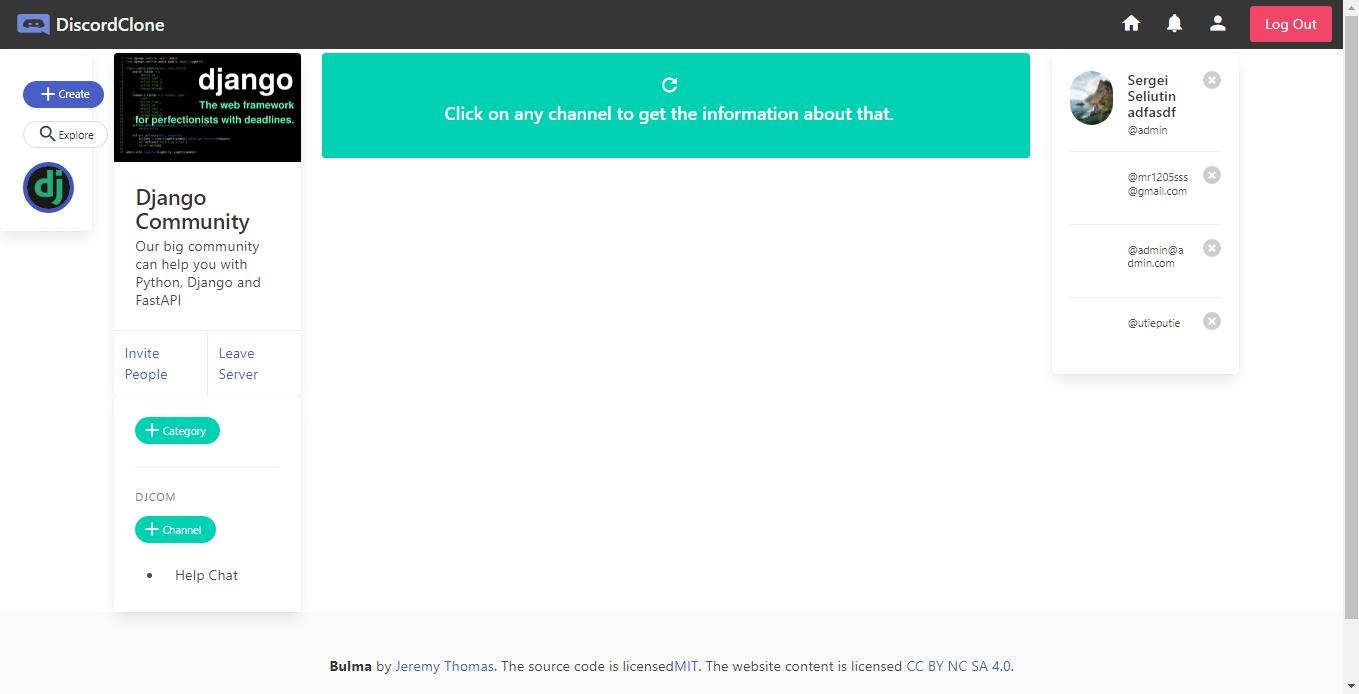 DiscordClone
Log Out
Create
Explore
dj
django
The web framework
for perfectionists with deadlines.
Django
Community
Our big community
can help you with
Python, Django and
FastAPI
Invite
People
Leave
Server
Category
DJCOM
Channel
Help Chat
Click on any channel to get the information about that.
Sergei
Seliutin
adfasdf
@admin
@mr1205sss
@gmail.com
@admin@a
dmin.com
@utieputie
Bulma by Jeremy Thomas. The source code is licensedMIT. The website content is licensed CC BY NC SA 4.0.